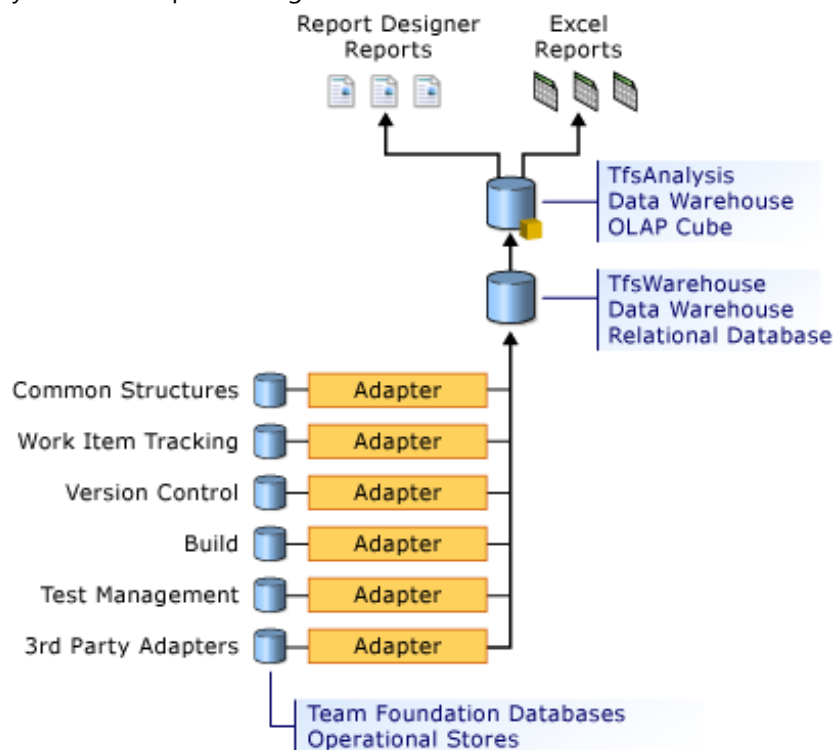 Report Designer
Reports
Excel
Reports
TfsAnalysis
Data Warehouse
OLAP Cube
TfsWarehouse
Data Warehouse
Relational Database
Common Structures
Adapter
Work Item Tracking
Adapter
Version Control
Adapter
Build
Adapter
Test Management
Adapter
3rd Party Adapters
Adapter
Team Foundation Databases
Operational Stores